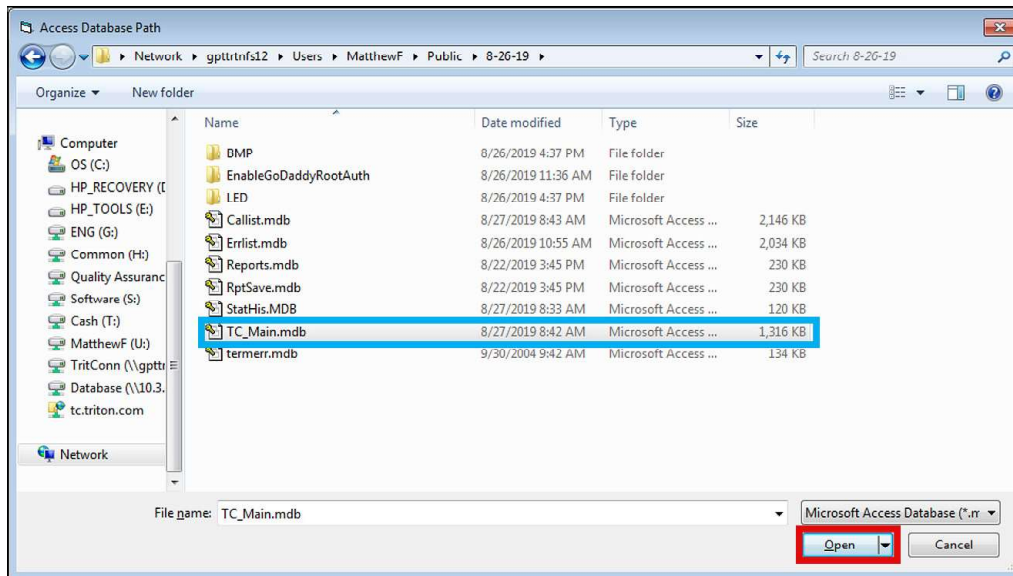 Access Database Path
Network ▸ gpttrtnfs12 ▸ Users ▸ MatthewF ▸ Public ▸ 8-26-19 ▸ Search 8-26-19
Organize ▾ New folder
Name Date modified Type Size
Computer
OS (C:)
HP_RECOVERY (D
HP_TOOLS (E:)
ENG (G:)
Common (H:)
Quality Assuranc
Software (S:)
Cash (T:)
MatthewF (U:)
TritConn (\\gpttr
Database (\\10.3.
tc.triton.com
Network
BMP 8/26/2019 4:37 PM File folder
EnableGoDaddyRootAuth 8/26/2019 11:36 AM File folder
LED 8/26/2019 4:37 PM File folder
Callist.mdb 8/27/2019 8:43 AM Microsoft Access ... 2,146 KB
Errlist.mdb 8/26/2019 10:55 AM Microsoft Access ... 2,034 KB
Reports.mdb 8/22/2019 3:45 PM Microsoft Access ... 230 KB
RptSave.mdb 8/22/2019 3:45 PM Microsoft Access ... 230 KB
StatHis.MDB 8/27/2019 8:33 AM Microsoft Access ... 120 KB
TC_Main.mdb 8/27/2019 8:42 AM Microsoft Access ... 1,316 KB
termerr.mdb 9/30/2004 9:42 AM Microsoft Access ... 134 KB
File name: TC_Main.mdb Microsoft Access Database (*.m
Open Cancel